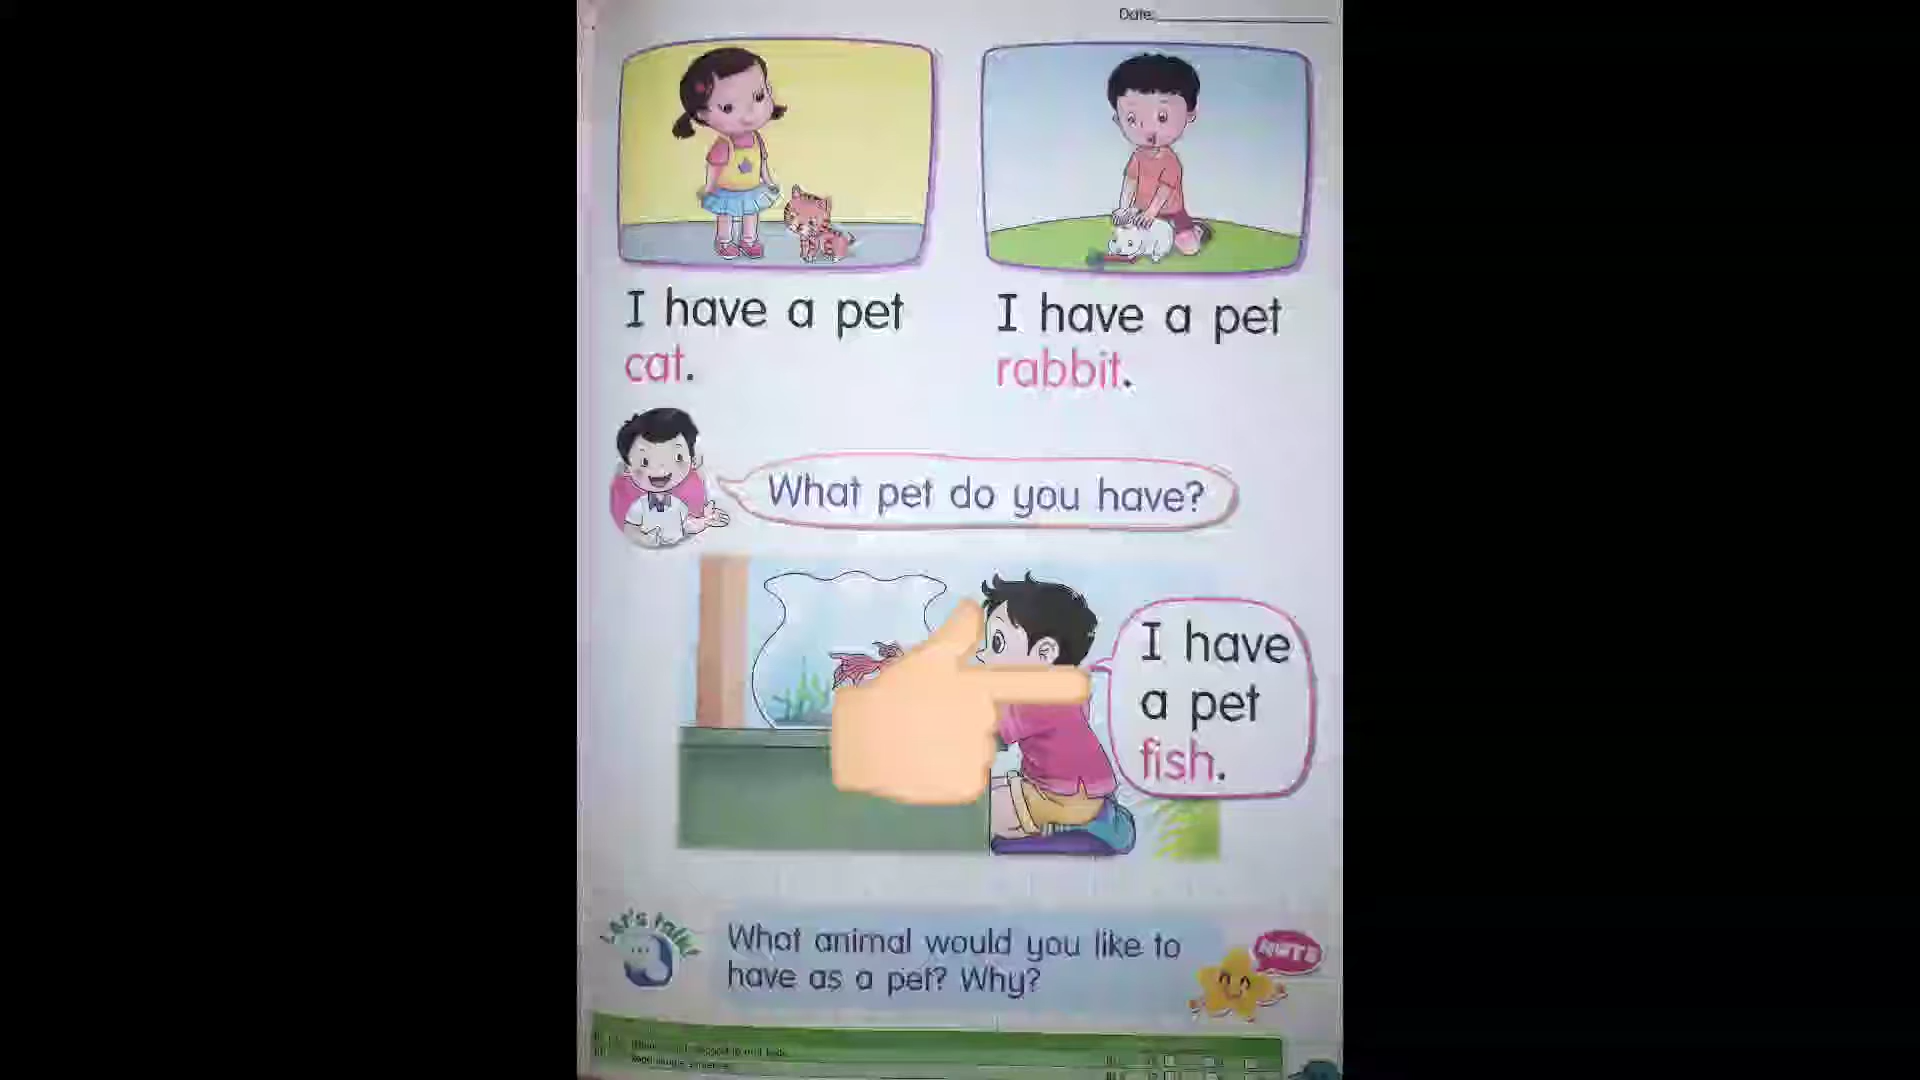 Date:
I have a pet
cat.
I have a pet
rabbit.
What pet do you have?
I have
a pet
fish.
Let's talk!
What animal would you like to
have as a pet? Why?